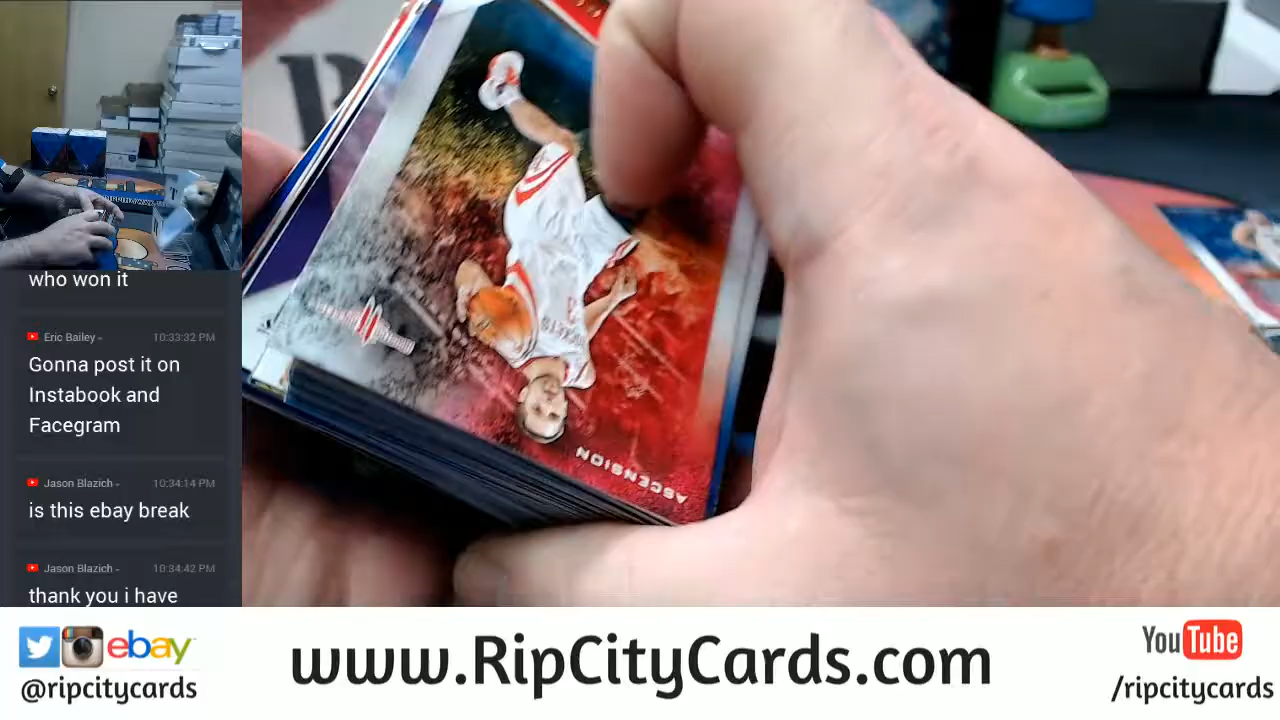 who won it
Eric Bailey -
10:33:32 PM
Gonna post it on
Instabook and
Facegram
Jason Blazich -
10:34:14 PM
is this ebay break
Jason Blazich -
10:34:42 PM
thank you i have
ASCENSION
ebay
@ripcitycards
www.RipCityCards.com
YouTube
/ripcitycards